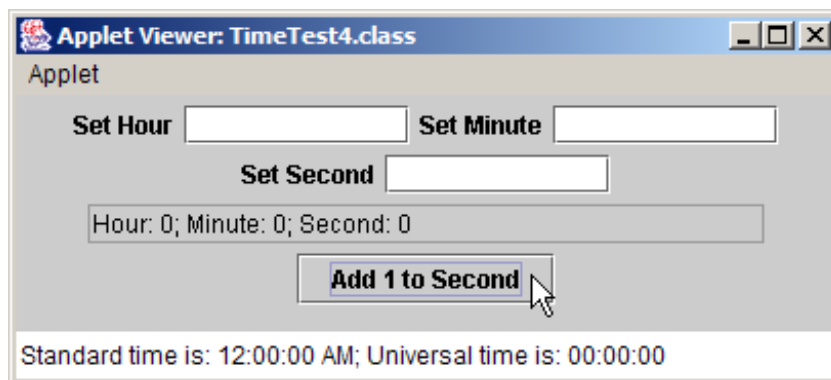 Applet Viewer: TimeTest4.class
Applet
Set Hour Set Minute
Set Second
Hour: 0; Minute: 0; Second: 0
Add 1 to Second
Standard time is: 12:00:00 AM; Universal time is: 00:00:00